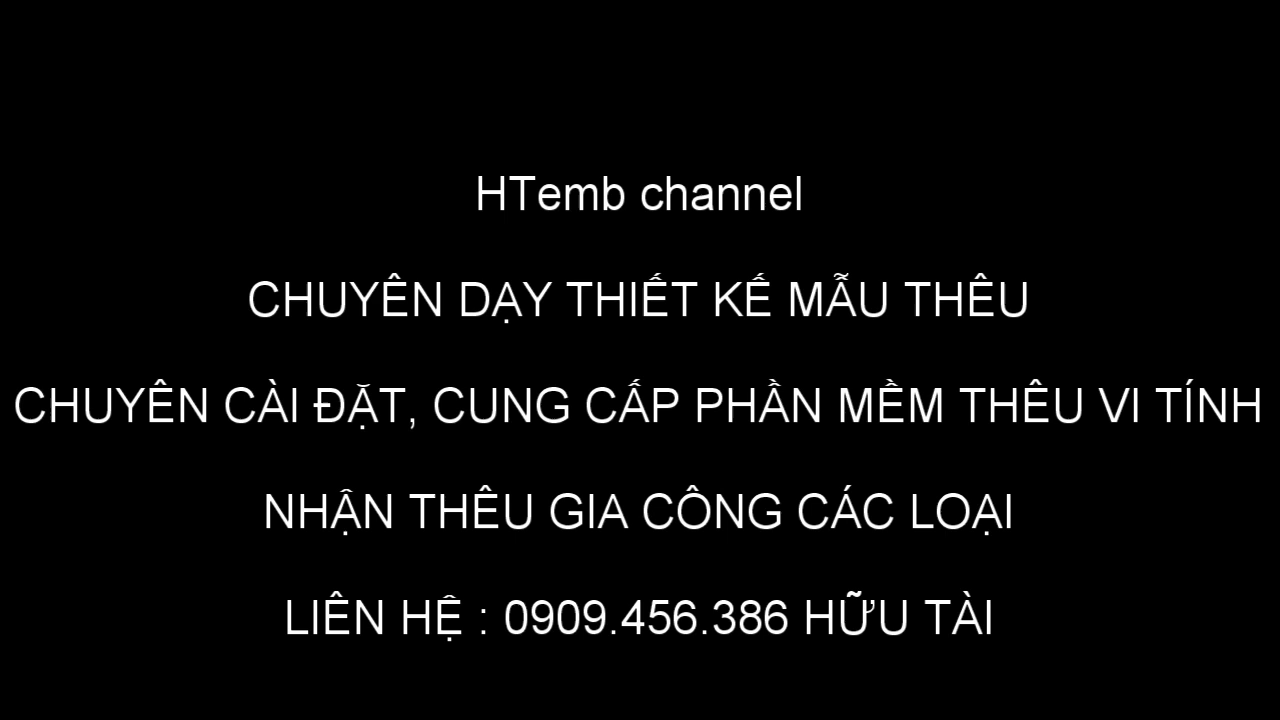 HTemb channel
CHUYÊN DẠY THIẾT KẾ MẪU THÊU
CHUYÊN CÀI ĐẶT, CUNG CẤP PHẦN MỀM THÊU VI TÍNH
NHẬN THÊU GIA CÔNG CÁC LOẠI
LIÊN HỆ : 0909.456.386 HỮU TÀI